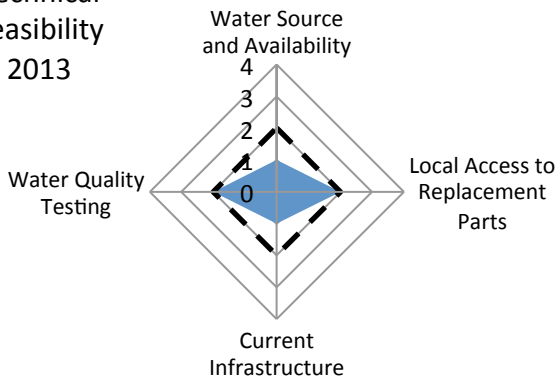 echnical
easibility
2013
Water Source
and Availability
4
3
2
1
0
Water Quality
Testing
Local Access to
Replacement
Parts
Current
Infrastructure